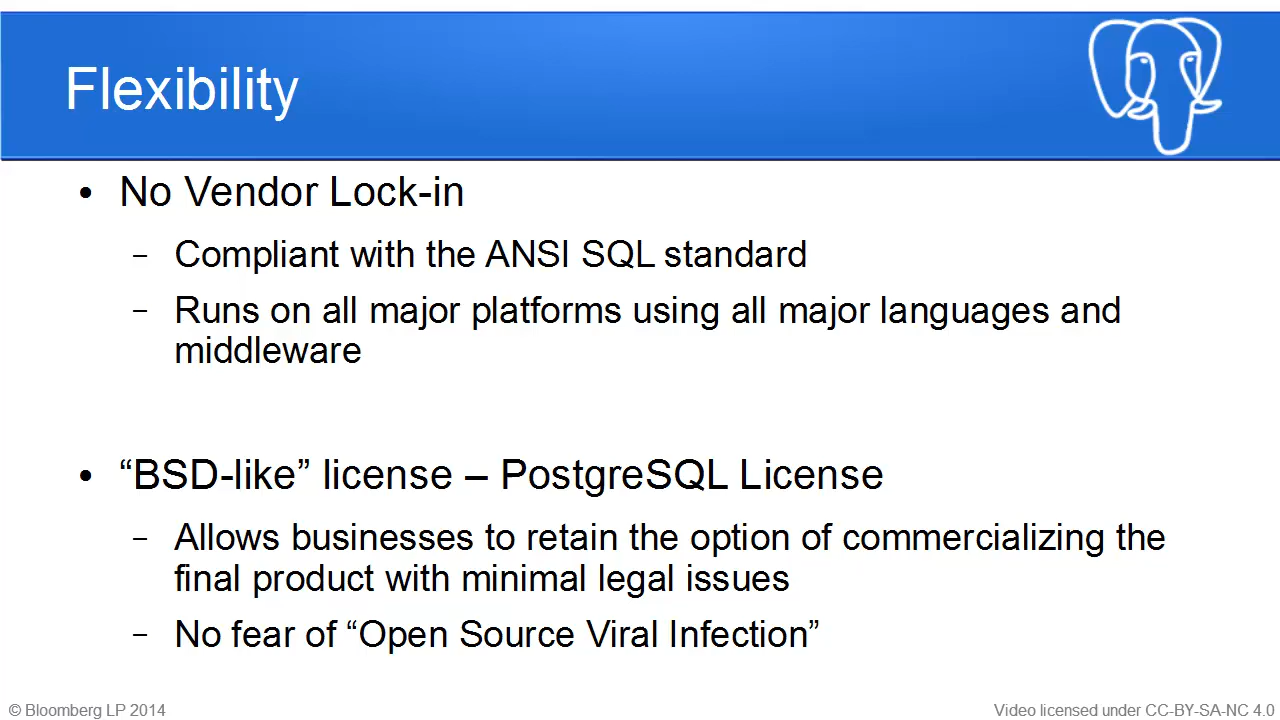 Flexibility
• No Vendor Lock-in
– Compliant with the ANSI SQL standard
– Runs on all major platforms using all major languages and
middleware
• “BSD-like” license – PostgreSQL License
– Allows businesses to retain the option of commercializing the
final product with minimal legal issues
– No fear of “Open Source Viral Infection”
© Bloomberg LP 2014
Video licensed under CC-BY-SA-NC 4.0